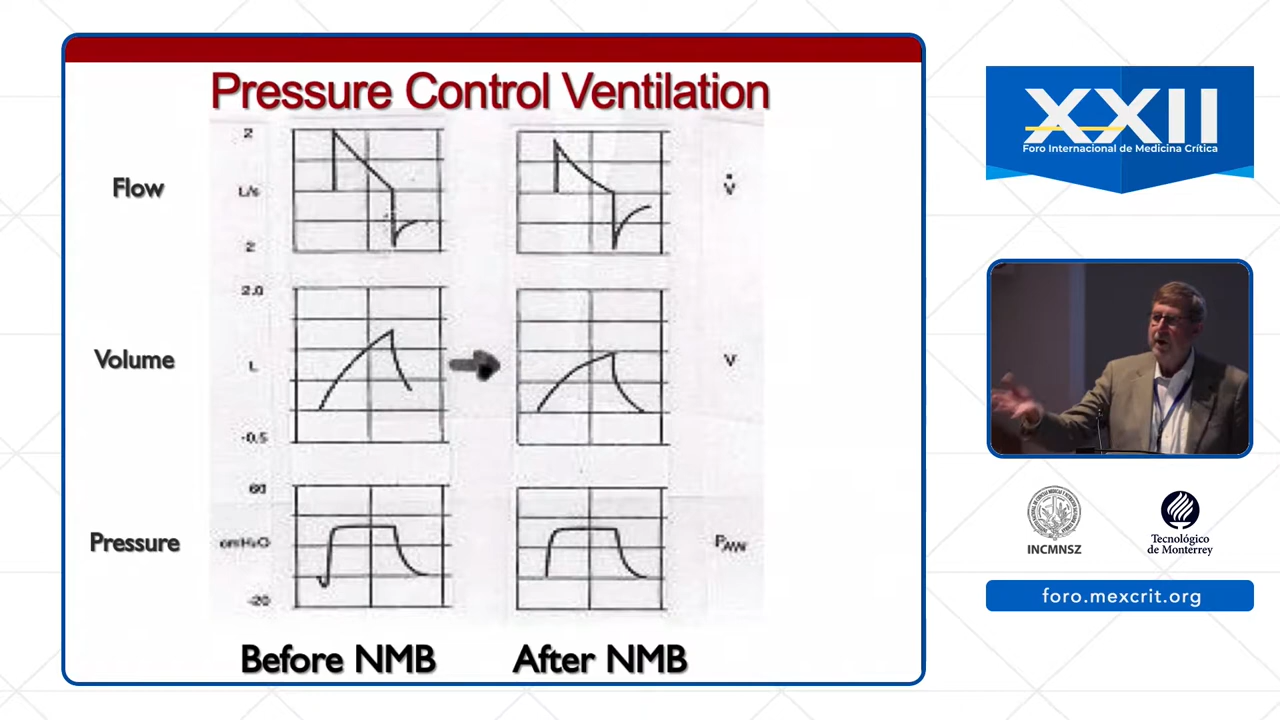 Pressure Control Ventilation
Flow
2
L/s
2
V̇
Volume
2.0
L
-0.5
V
Pressure
60
cmH₂O
-20
PAW
Before NMB
After NMB
XXII
Foro Internacional de Medicina Crítica
INCMNSZ
Tecnológico
de Monterrey
foro.mexcrit.org